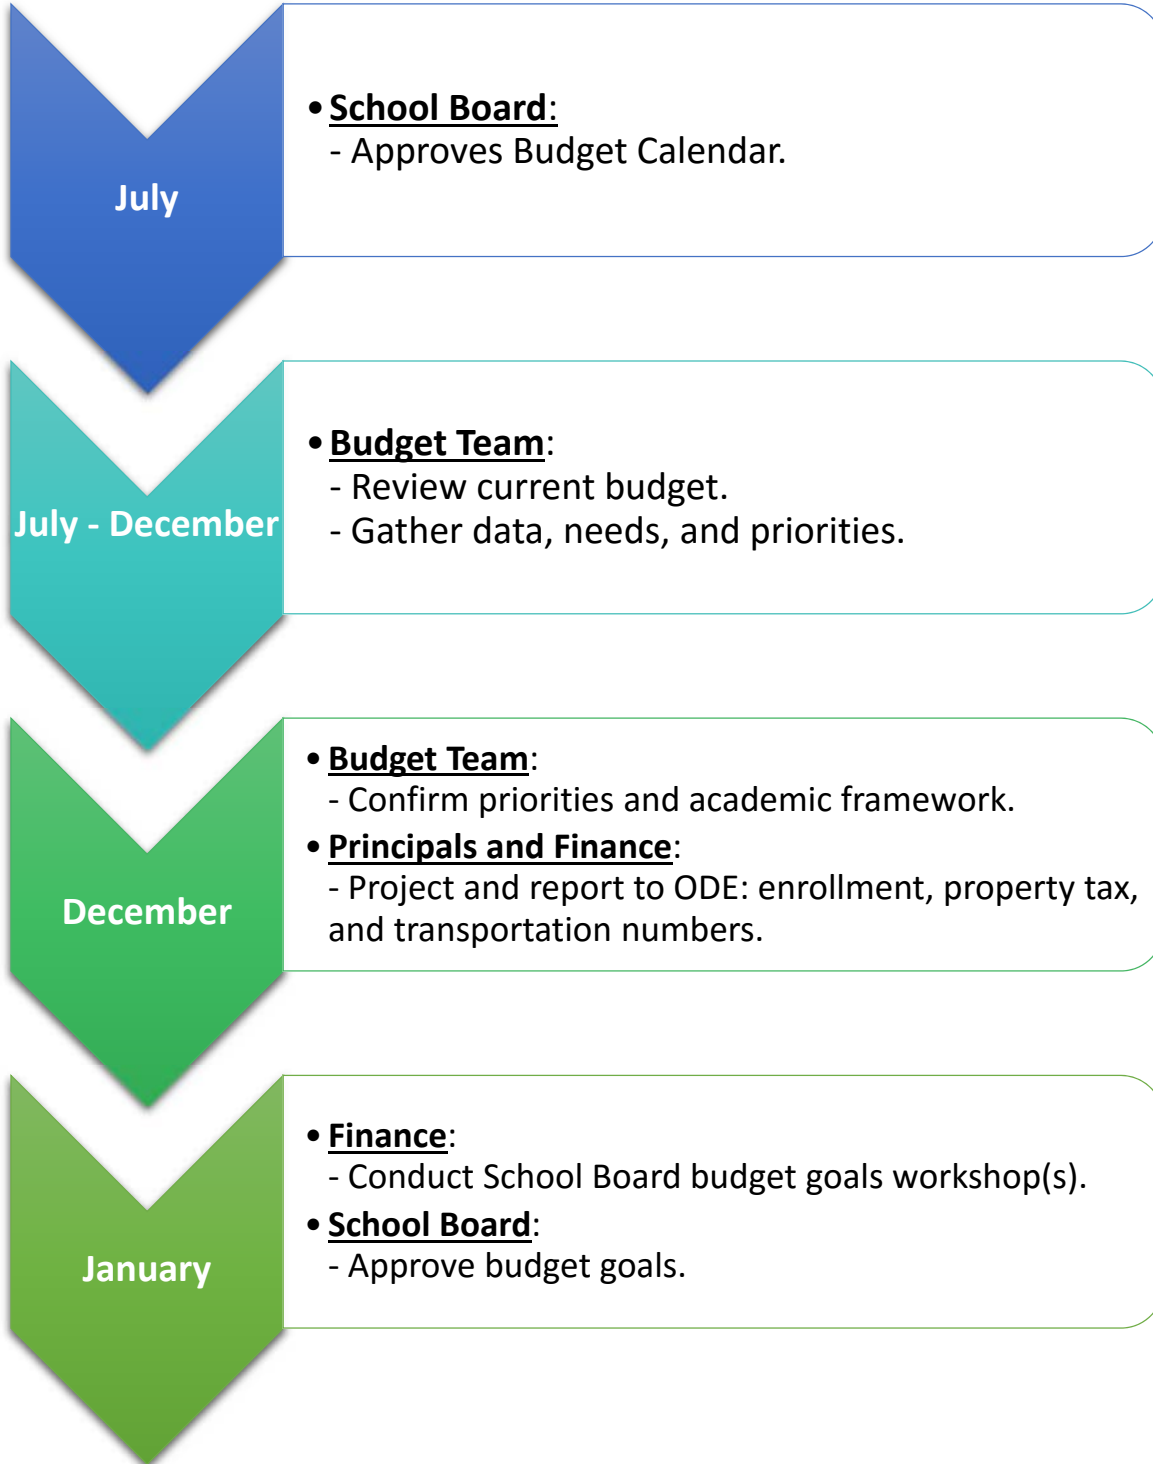 July
• School Board:
- Approves Budget Calendar.
July - December
• Budget Team:
- Review current budget.
- Gather data, needs, and priorities.
December
• Budget Team:
- Confirm priorities and academic framework.
• Principals and Finance:
- Project and report to ODE: enrollment, property tax,
and transportation numbers.
January
• Finance:
- Conduct School Board budget goals workshop(s).
• School Board:
- Approve budget goals.